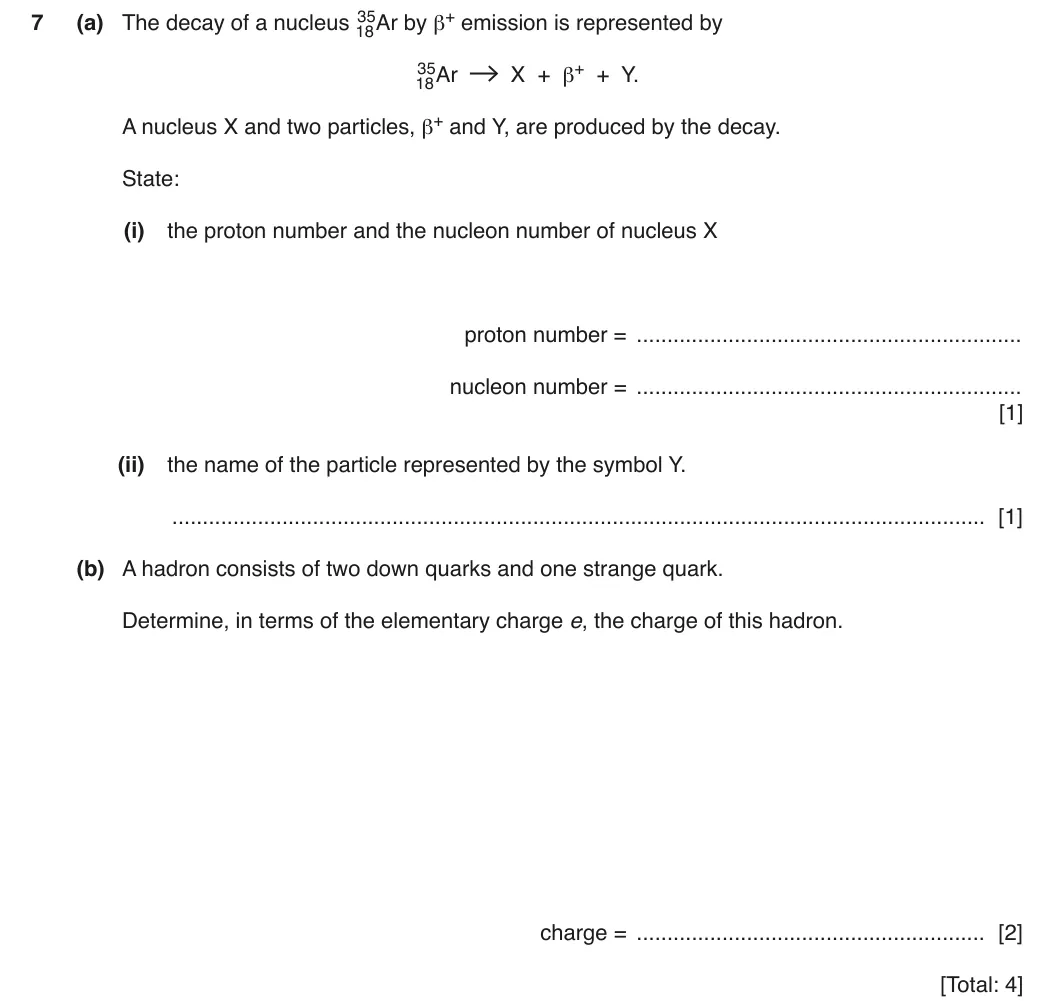 7 (a) The decay of a nucleus ³⁵₁₈Ar by β⁺ emission is represented by
³⁵₁₈Ar → X + β⁺ + Y.
A nucleus X and two particles, β⁺ and Y, are produced by the decay.
State:
(i) the proton number and the nucleon number of nucleus X
proton number = ...............................................................
nucleon number = ...............................................................
[1]
(ii) the name of the particle represented by the symbol Y.
..................................................................................................................................... [1]
(b) A hadron consists of two down quarks and one strange quark.
Determine, in terms of the elementary charge e, the charge of this hadron.
charge = ......................................................... [2]
[Total: 4]